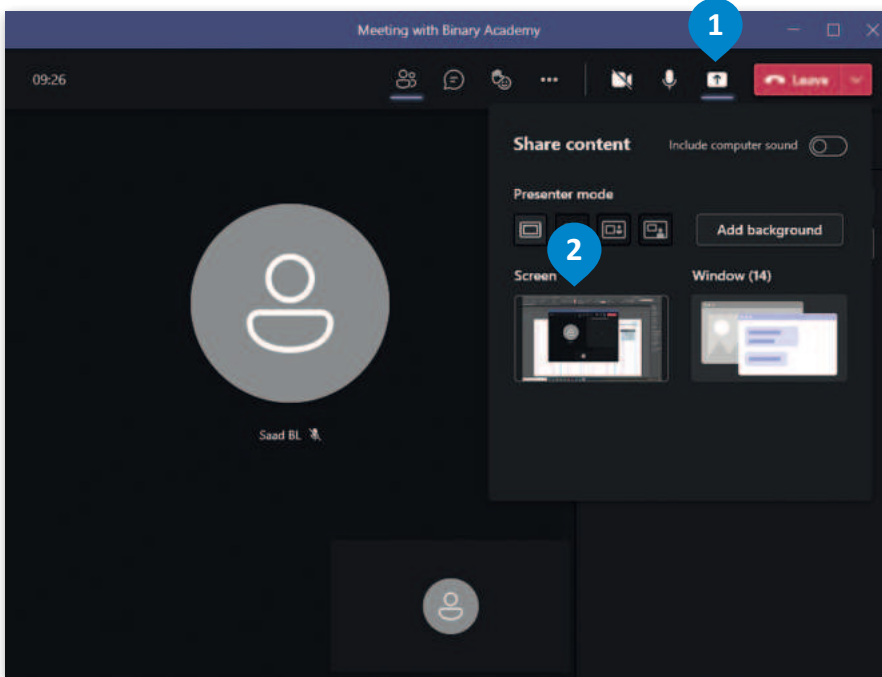 Meeting with Binary Academy
1
09:26
Leave
Share content
Include computer sound
Presenter mode
Add background
2
Screen
Window (14)
Saad BL